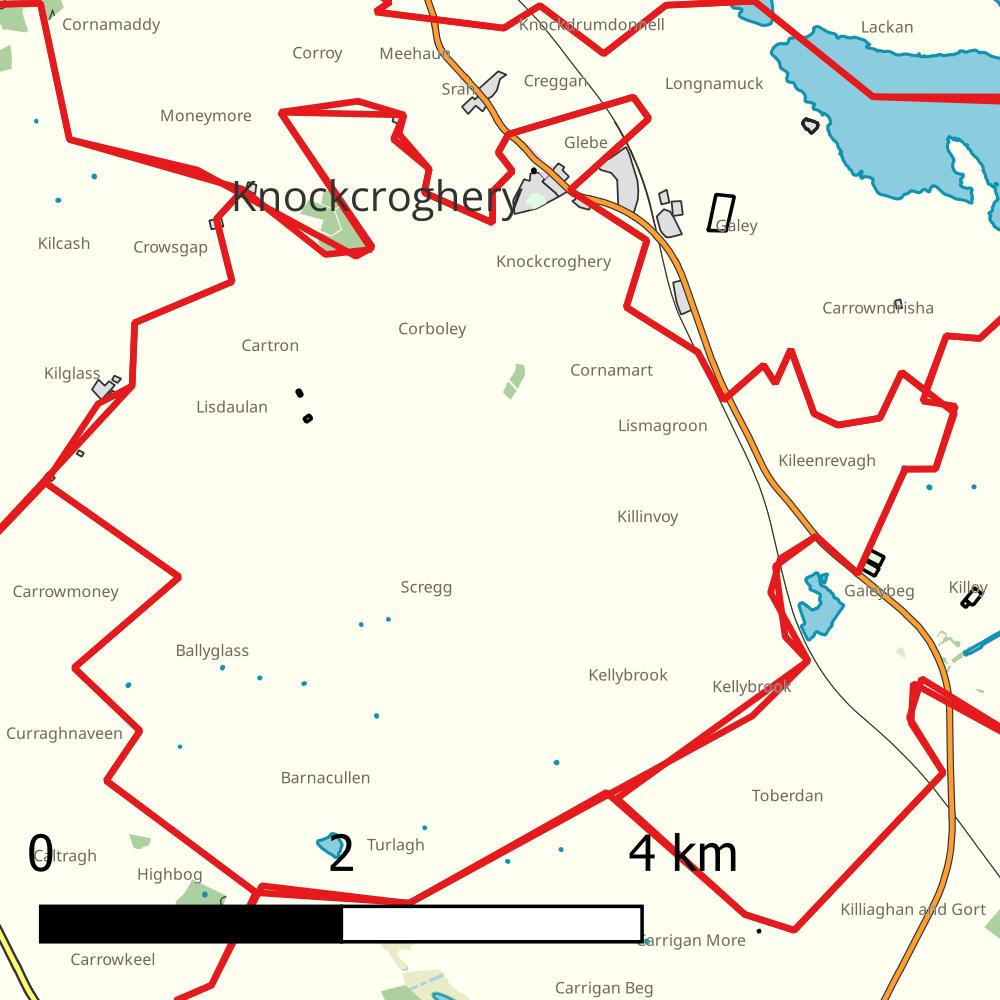 Cornamaddy
Knockdrumdonnell
Lackan
Corroy
Meehaun
Creggan
Longnamuck
Srah
Moneymore
Glebe
Knockcroghery
Galey
Kilcash
Crowsgap
Knockcroghery
Carrowndrisha
Corboley
Cartron
Kilglass
Cornamart
Lisdaulan
Lismagroon
Kileenrevagh
Killinvoy
Carrowmoney
Scregg
Galeybeg
Killoy
Ballyglass
Kellybrook
Kellybrook
Curraghnaveen
Barnacullen
Toberdan
0
2
4 km
Caltragh
Turlagh
Highbog
Killiaghan and Gort
Carrigan More
Carrowkeel
Carrigan Beg